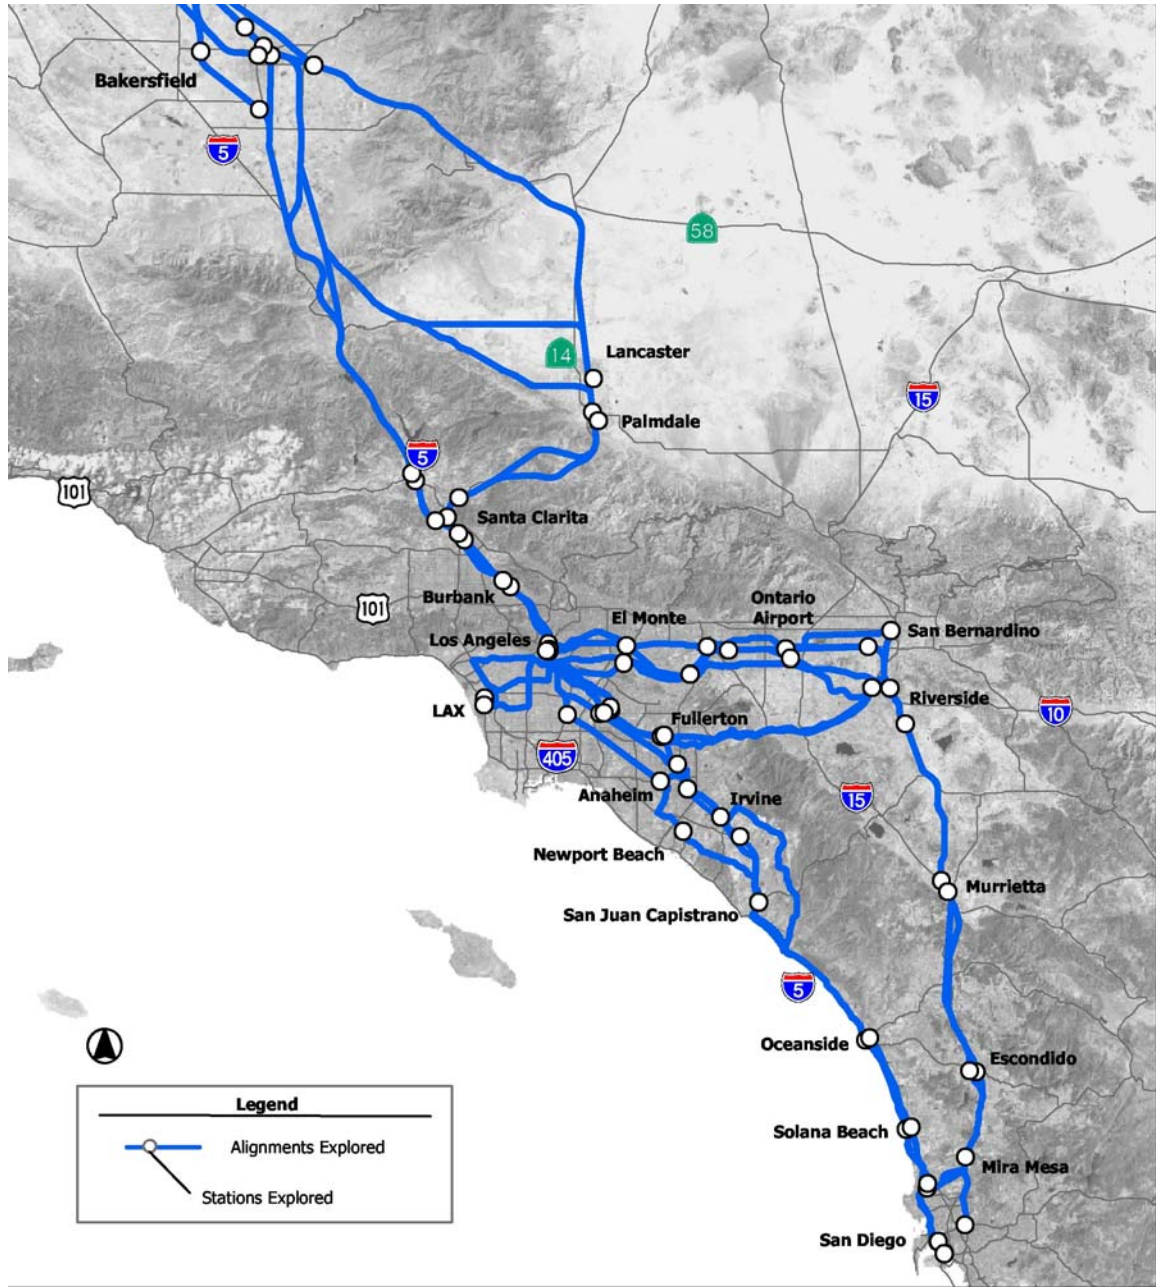 Bakersfield
5
58
Lancaster
14
15
Palmdale
5
101
Santa Clarita
Burbank
101
El Monte
Ontario
Airport
Los Angeles
San Bernardino
Riverside
LAX
10
Fullerton
405
Anaheim
Irvine
15
Newport Beach
Murrietta
San Juan Capistrano
5
Oceanside
Escondido
Legend
Solana Beach
Alignments Explored
Mira Mesa
Stations Explored
San Diego